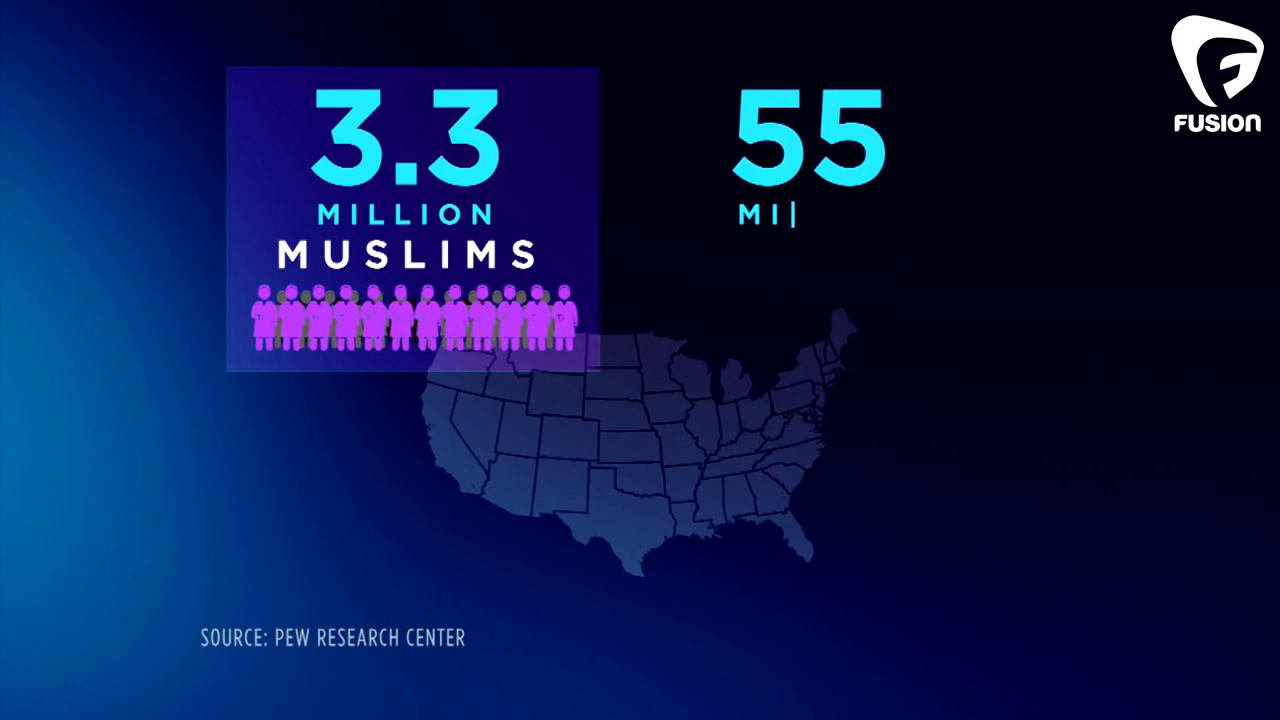 3.3
MILLION
MUSLIMS
55
MI|
FUSION
SOURCE: PEW RESEARCH CENTER